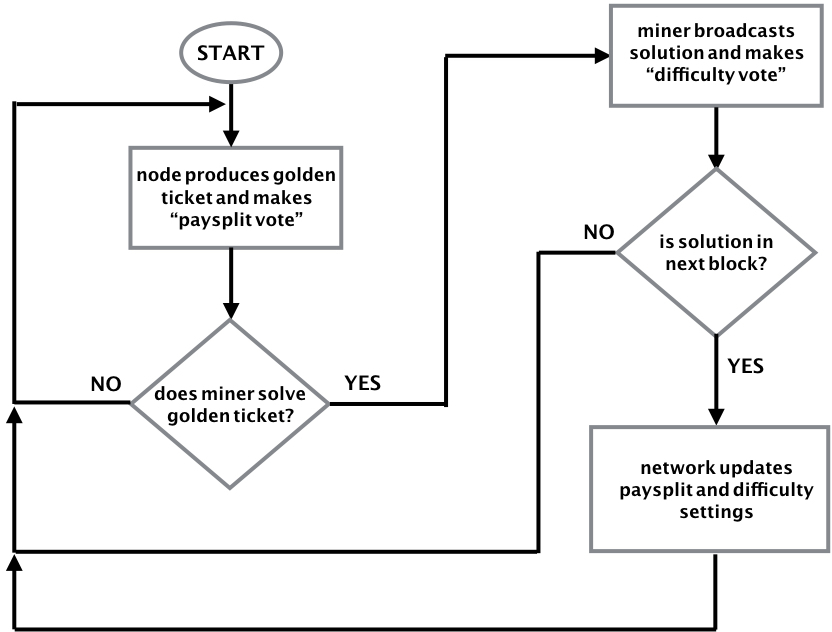 START
node produces golden
ticket and makes
“paysplit vote”
does miner solve
golden ticket?
NO
YES
miner broadcasts
solution and makes
“difficulty vote”
is solution in
next block?
NO
YES
network updates
paysplit and difficulty
settings